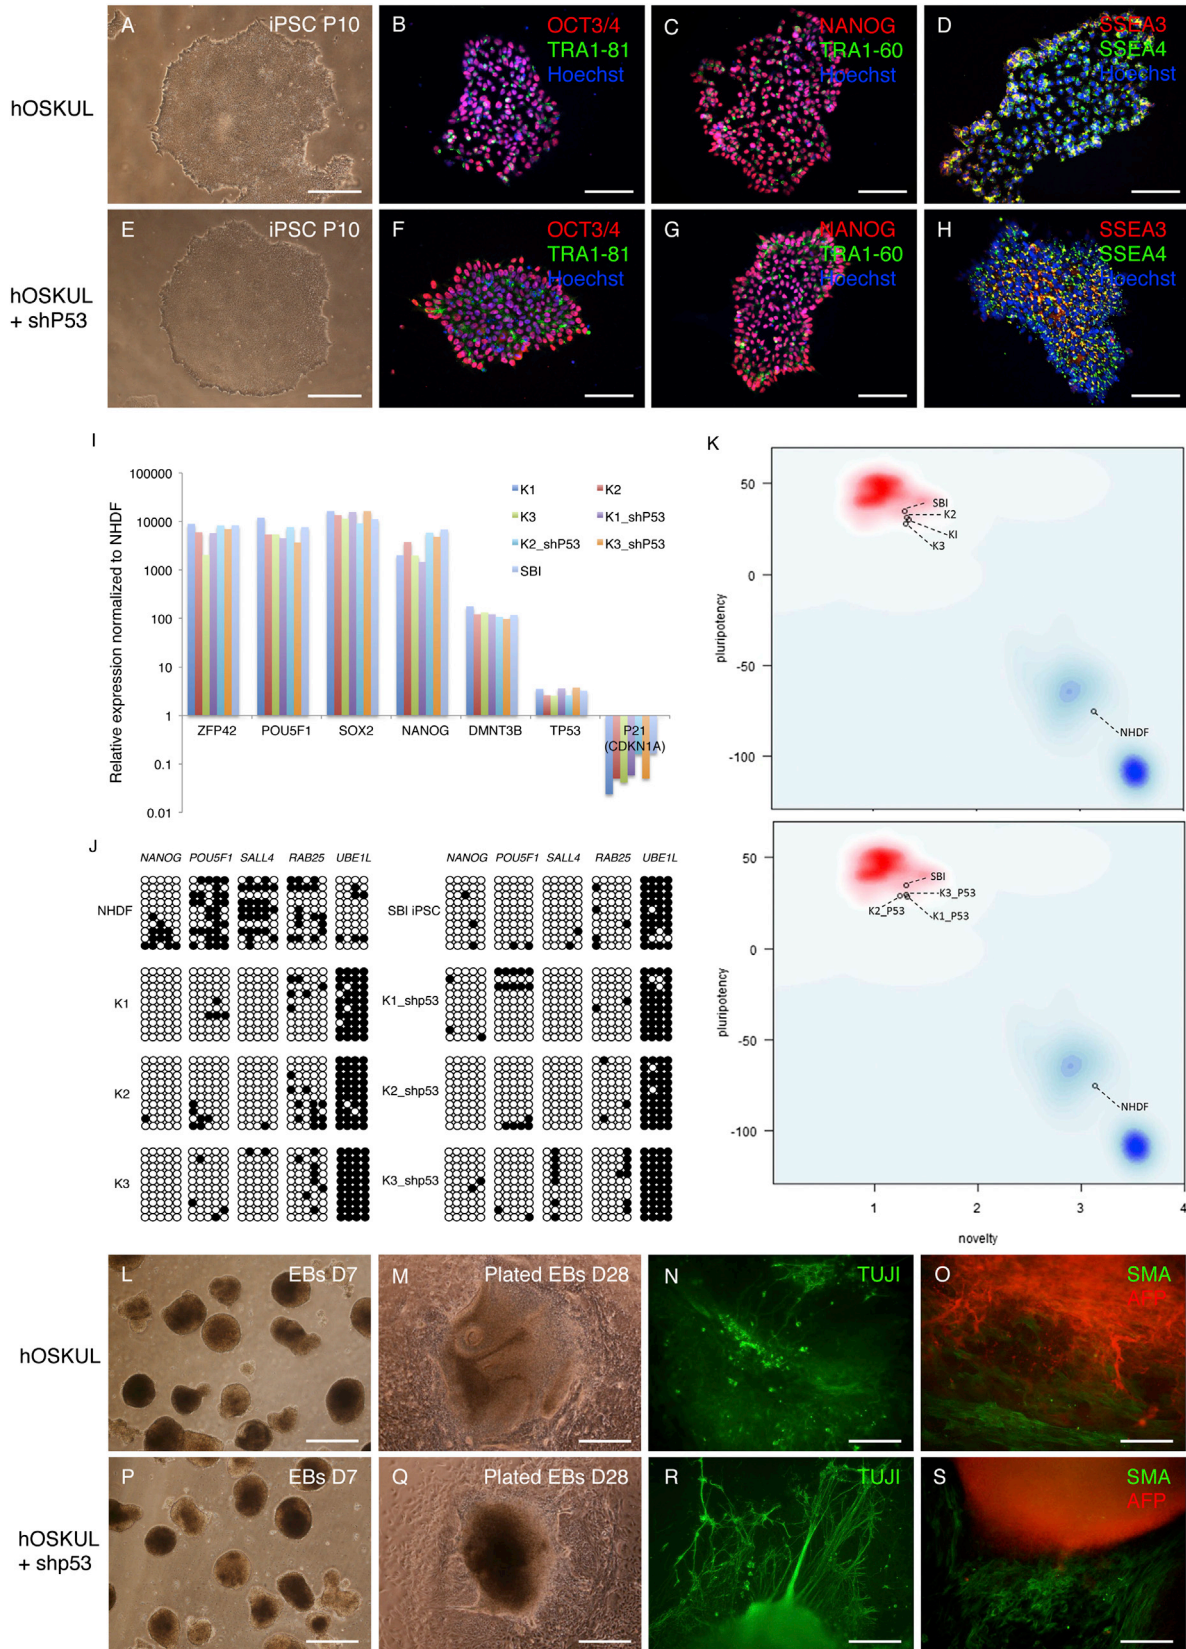 hOSKUL
A
iPSC P10
B
OCT3/4
TRA1-81
Hoechst
C
NANOG
TRA1-60
Hoechst
D
SSEA3
SSEA4
Hoechst
hOSKUL
+ shP53
E
iPSC P10
F
OCT3/4
TRA1-81
Hoechst
G
NANOG
TRA1-60
Hoechst
H
SSEA3
SSEA4
Hoechst
I
Relative expression normalized to NHDF
100000
10000
1000
100
10
1
0.1
0.01
K1
K2
K3
K1_shP53
K2_shP53
K3_shP53
SBI
ZFP42
POU5F1
SOX2
NANOG
DMNT3B
TP53
P21
(CDKN1A)
K
pluripotency
50
0
-50
-100
SBI
K2
KI
K3
NHDF
pluripotency
50
0
-50
-100
SBI
K3_P53
K2_P53
K1_P53
NHDF
1
2
3
4
novelty
J
NANOG POU5F1 SALL4 RAB25 UBE1L
NANOG POU5F1 SALL4 RAB25 UBE1L
NHDF
SBI iPSC
K1
K1_shp53
K2
K2_shp53
K3
K3_shp53
hOSKUL
L
EBs D7
M
Plated EBs D28
N
TUJI
O
SMA
AFP
hOSKUL
+ shp53
P
EBs D7
Q
Plated EBs D28
R
TUJI
S
SMA
AFP